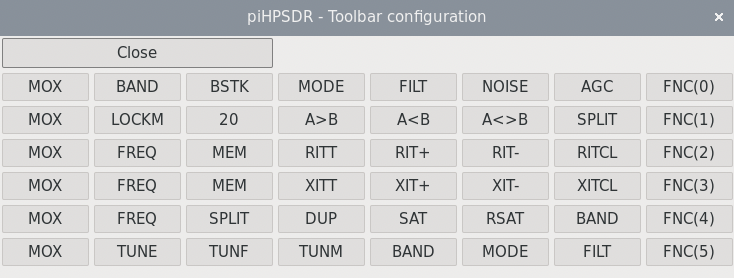 piHPSDR - Toolbar configuration ×
Close
MOX BAND BSTK MODE FILT NOISE AGC FNC(0)
MOX LOCKM 20 A>B A<B A<>B SPLIT FNC(1)
MOX FREQ MEM RITT RIT+ RIT- RITCL FNC(2)
MOX FREQ MEM XITT XIT+ XIT- XITCL FNC(3)
MOX FREQ SPLIT DUP SAT RSAT BAND FNC(4)
MOX TUNE TUNF TUNM BAND MODE FILT FNC(5)